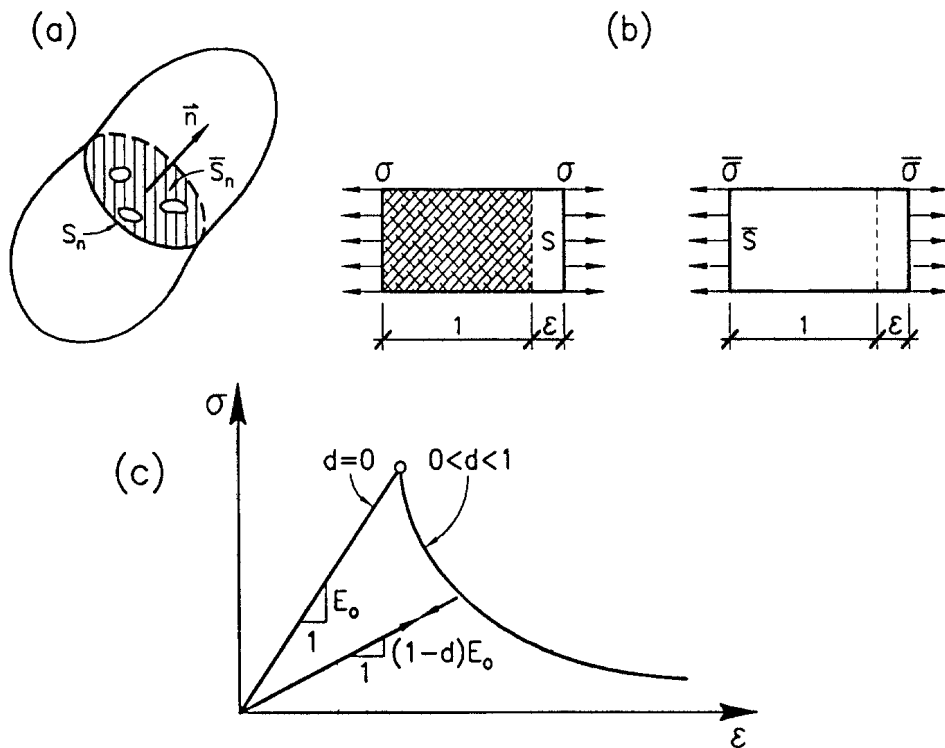 (a)
n⃗
S̅ₙ
Sₙ
(b)
σ σ
S
1 ε
σ̅ σ̅
S̅
1 ε
(c)
σ
d=0
0<d<1
E₀
1
(1-d)E₀
1
ε